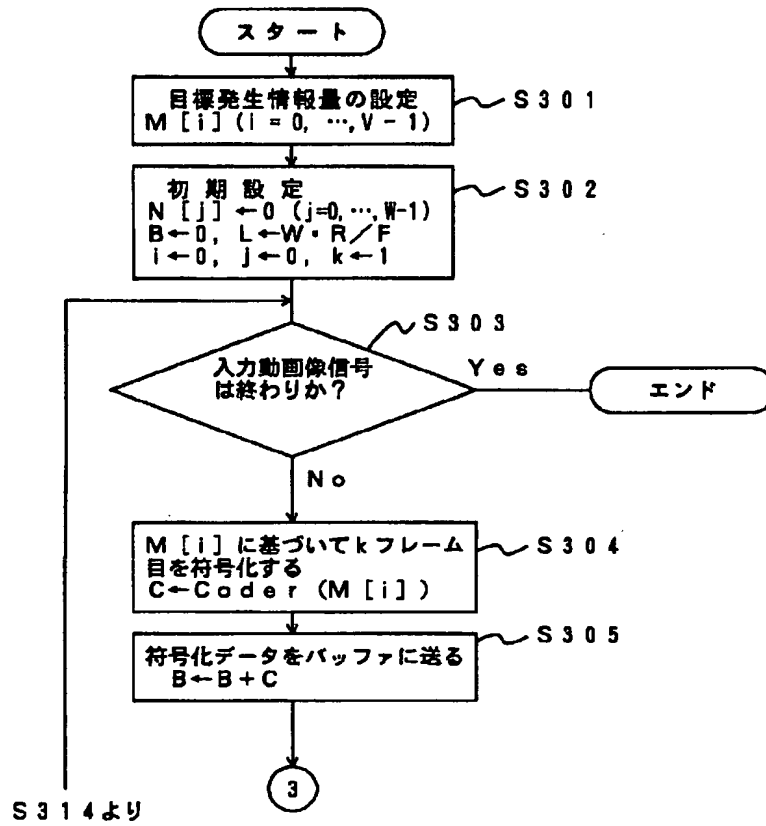 スタート
目標発生情報量の設定
M [i] (i = 0, …, V - 1)
S301
初 期 設 定
N [j] ←0 (j=0, …, W-1)
B←0, L←W・R／F
i←0, j←0, k←1
S302
S303
入力動画像信号
は終わりか？
Yes
エンド
No
M [i] に基づいてkフレーム
目を符号化する
C←Coder (M [i])
S304
符号化データをバッファに送る
B←B+C
S305
3
S314より